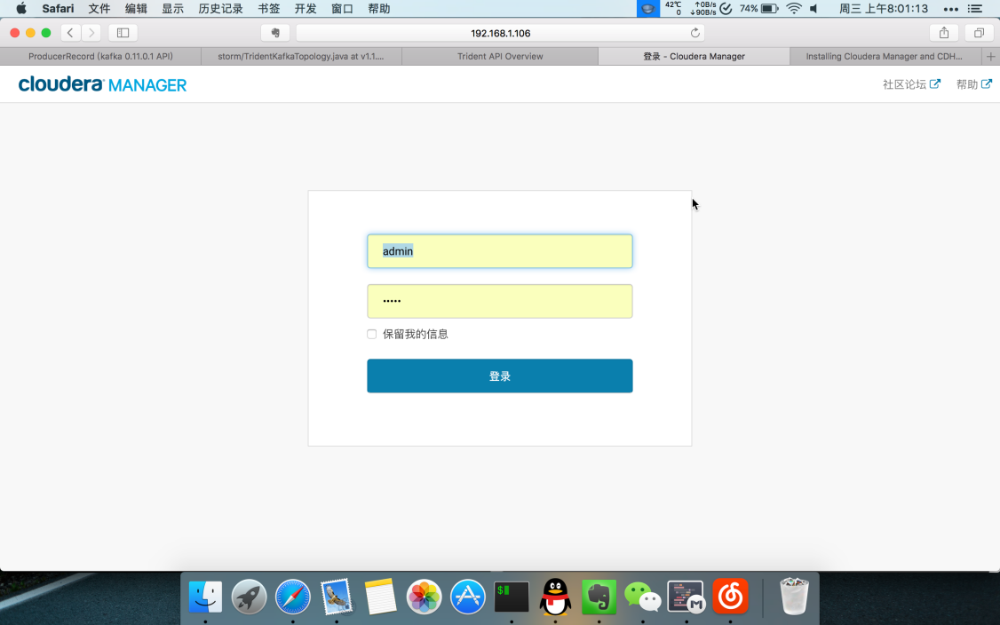 Safari 文件 编辑 显示 历史记录 书签 开发 窗口 帮助
42℃ 0 ↑0B/s ↓90B/s 74% 周三 上午8:01:13
192.168.1.106
ProducerRecord (kafka 0.11.0.1 API) storm/TridentKafkaTopology.java at v1.1.... Trident API Overview 登录 - Cloudera Manager Installing Cloudera Manager and CDH...
cloudera MANAGER 社区论坛 帮助
admin
•••••
保留我的信息
登录
$
M